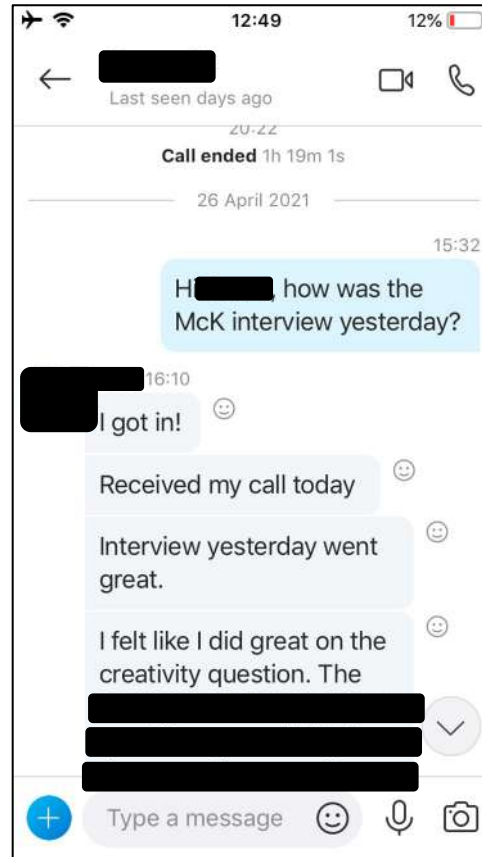 12:49
12%
Last seen days ago
20:22
Call ended 1h 19m 1s
26 April 2021
15:32
Hi , how was the
McK interview yesterday?
16:10
I got in!
Received my call today
Interview yesterday went
great.
I felt like I did great on the
creativity question. The
Type a message